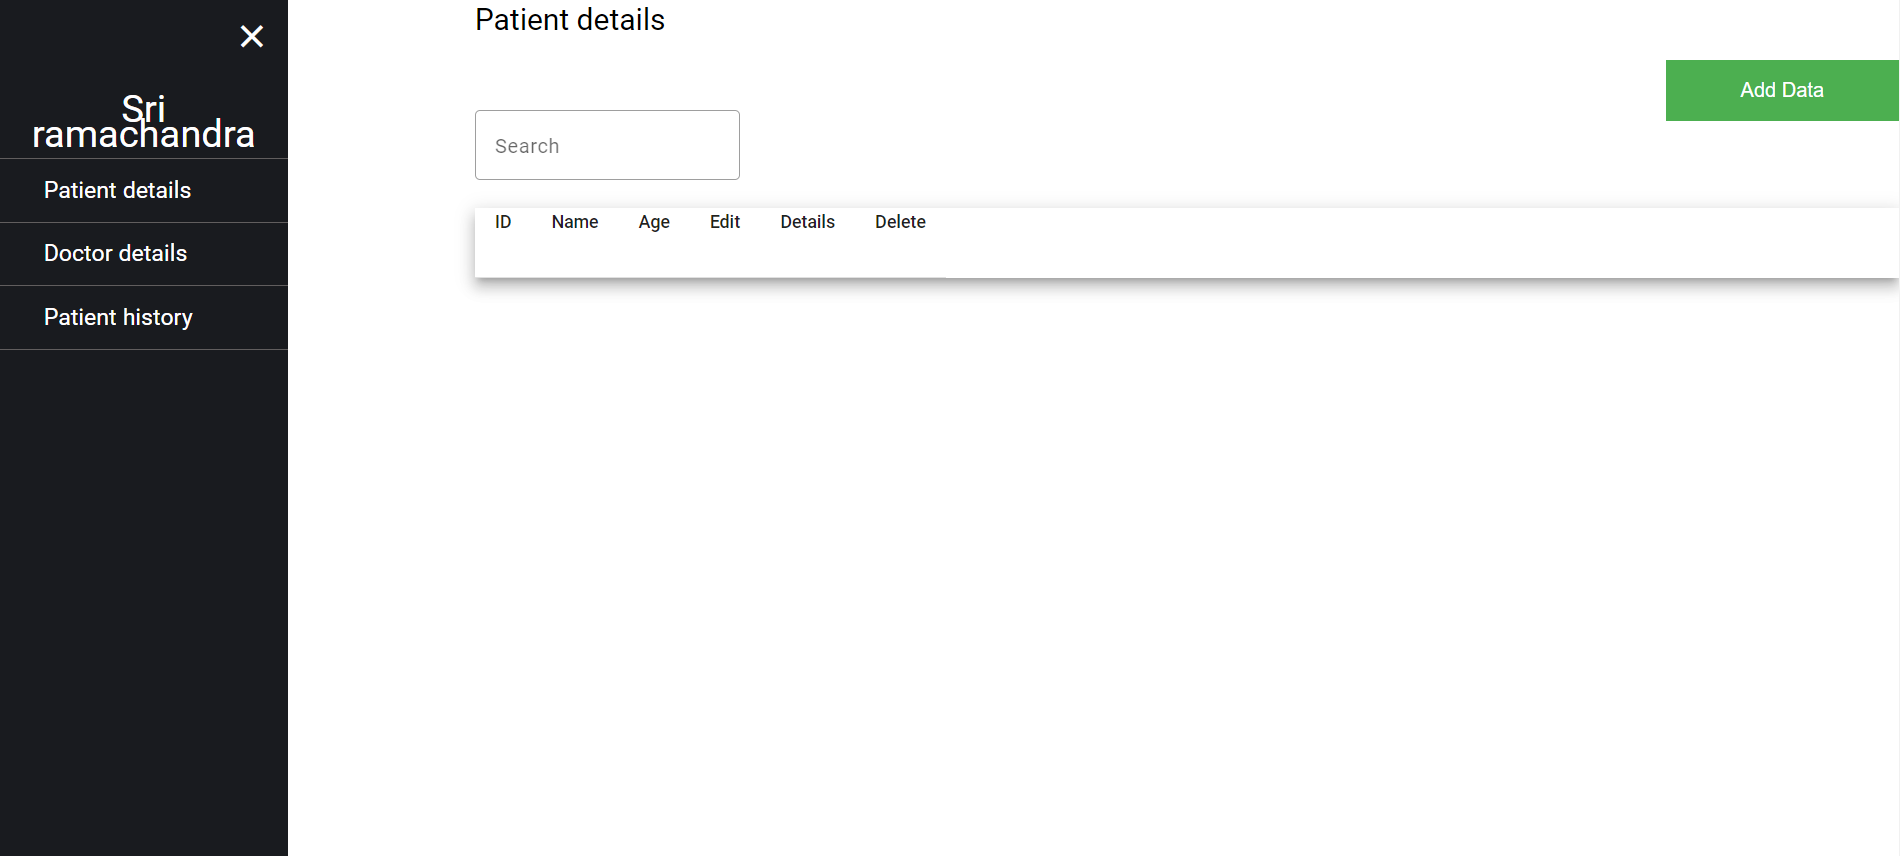 Sri
ramachandra
Patient details
Doctor details
Patient history
Patient details
Add Data
Search
ID Name Age Edit Details Delete